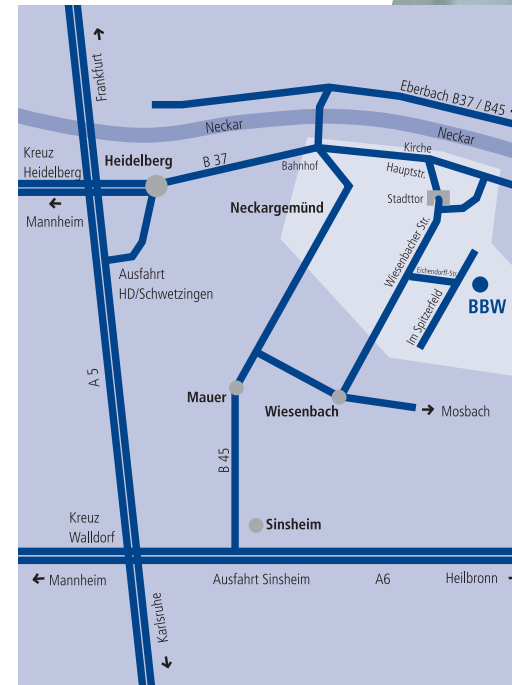 Frankfurt
Eberbach B37 / B45
Neckar
Neckar
Kreuz
Heidelberg
Heidelberg
B 37
Bahnhof
Kirche
Hauptstr.
Mannheim
Neckargemünd
Stadttor
Ausfahrt
HD/Schwetzingen
Wiesenbacher Str.
Eichendorff-Str.
Im Spitzerfeld
BBW
A 5
Mauer
Wiesenbach
Mosbach
B 45
Kreuz
Walldorf
Sinsheim
Mannheim
Ausfahrt Sinsheim
A6
Heilbronn
Karlsruhe